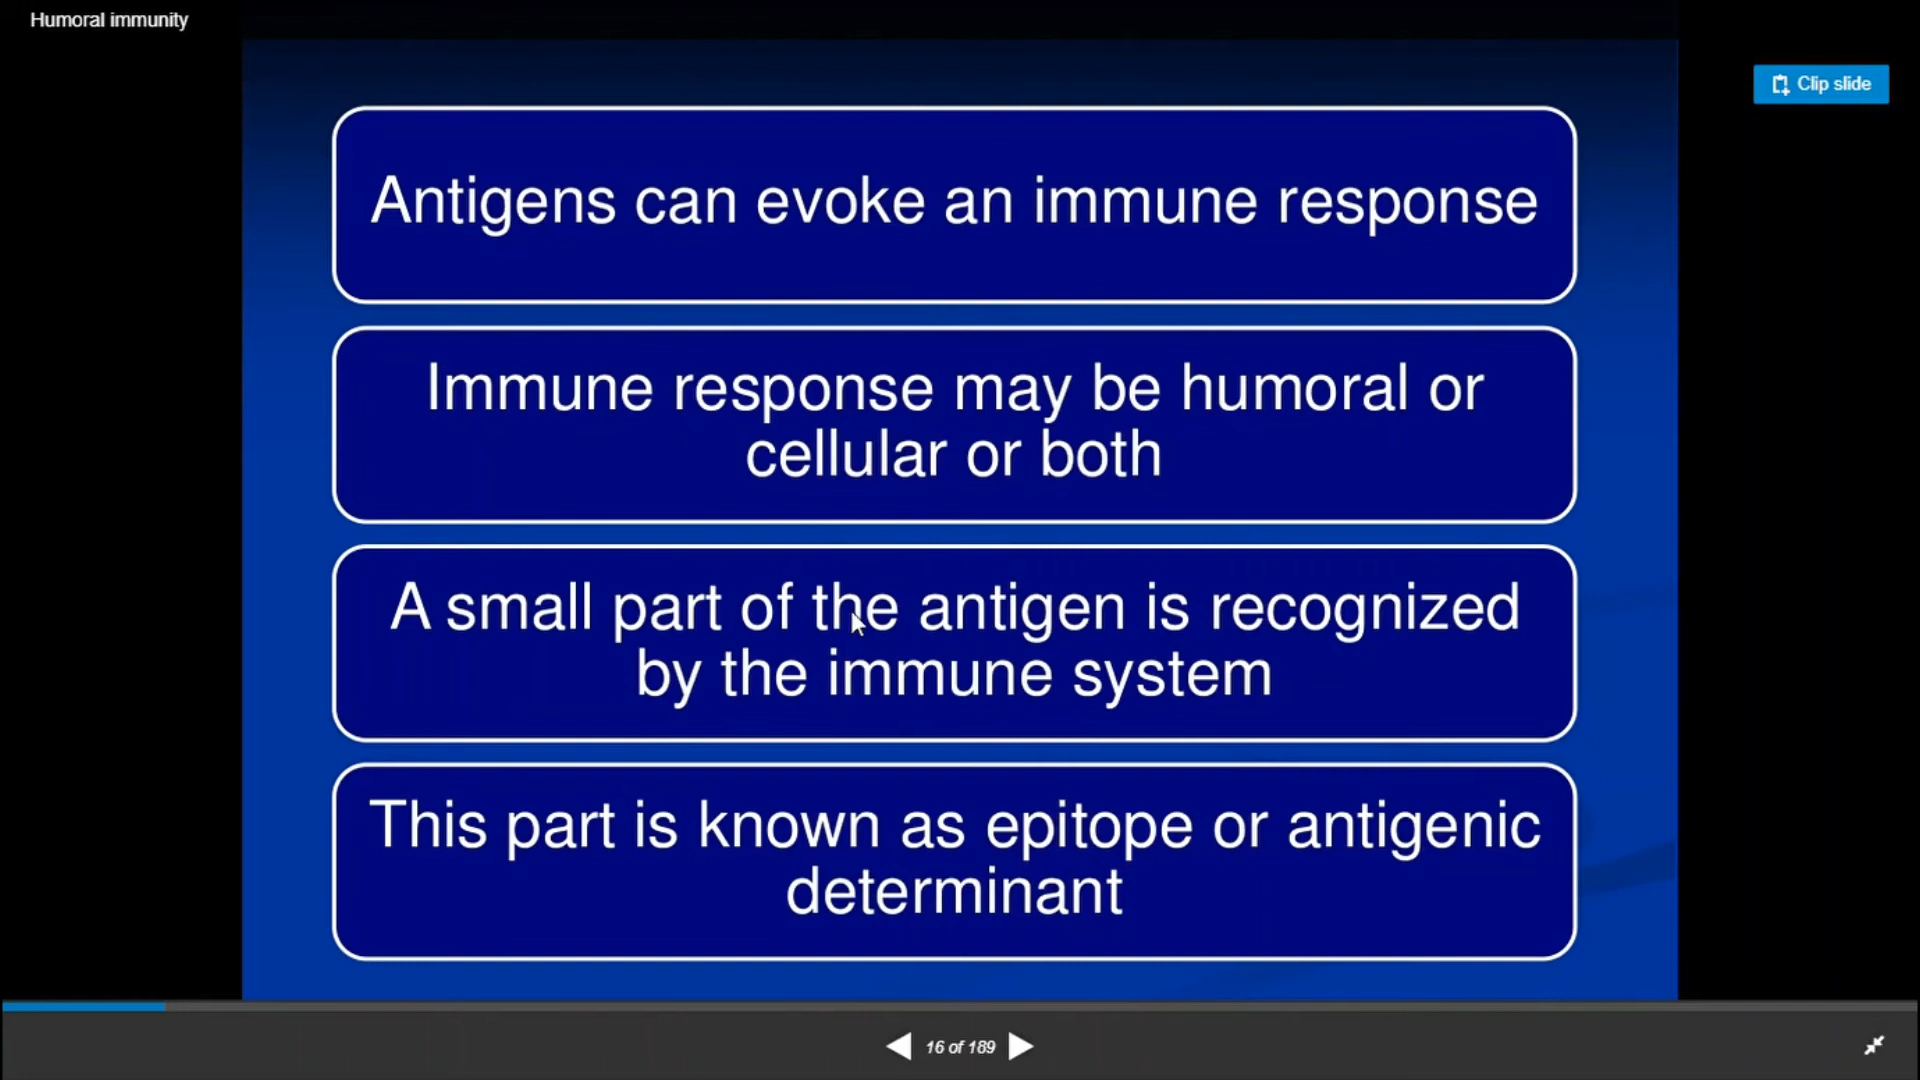 Humoral immunity
Clip slide
Antigens can evoke an immune response
Immune response may be humoral or
cellular or both
A small part of the antigen is recognized
by the immune system
This part is known as epitope or antigenic
determinant
16 of 189